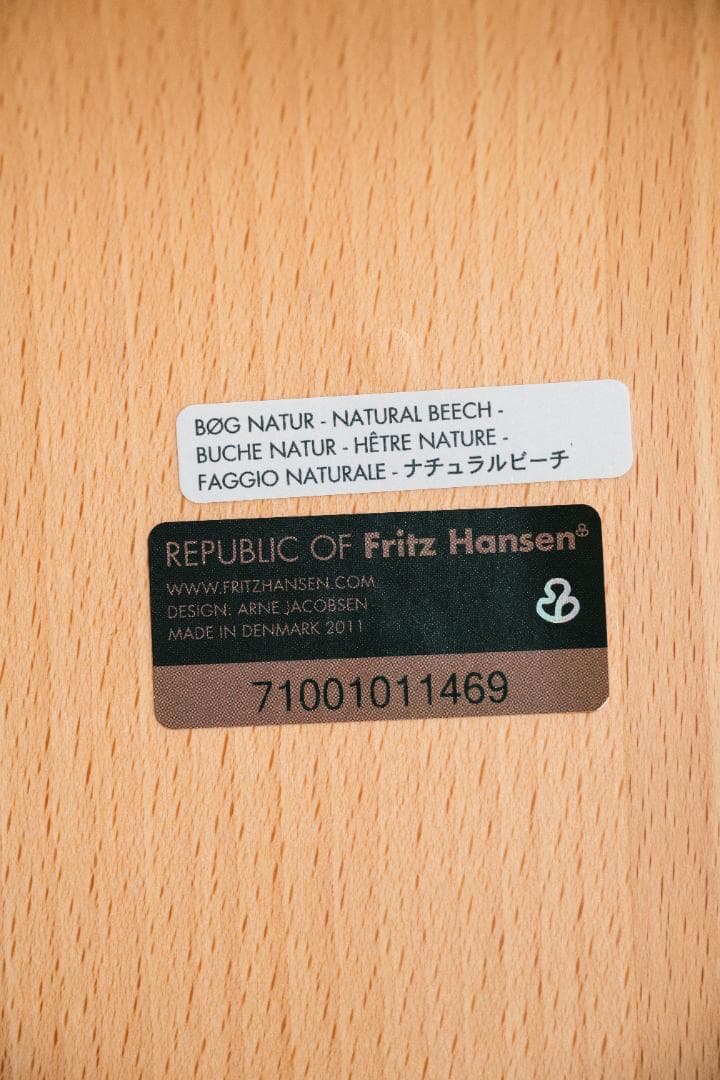 BØG NATUR - NATURAL BEECH -
BUCHE NATUR - HÊTRE NATURE -
FAGGIO NATURALE - ナチュラルビーチ
REPUBLIC OF Fritz Hansen
WWW.FRITZHANSEN.COM
DESIGN: ARNE JACOBSEN
MADE IN DENMARK 2011
71001011469